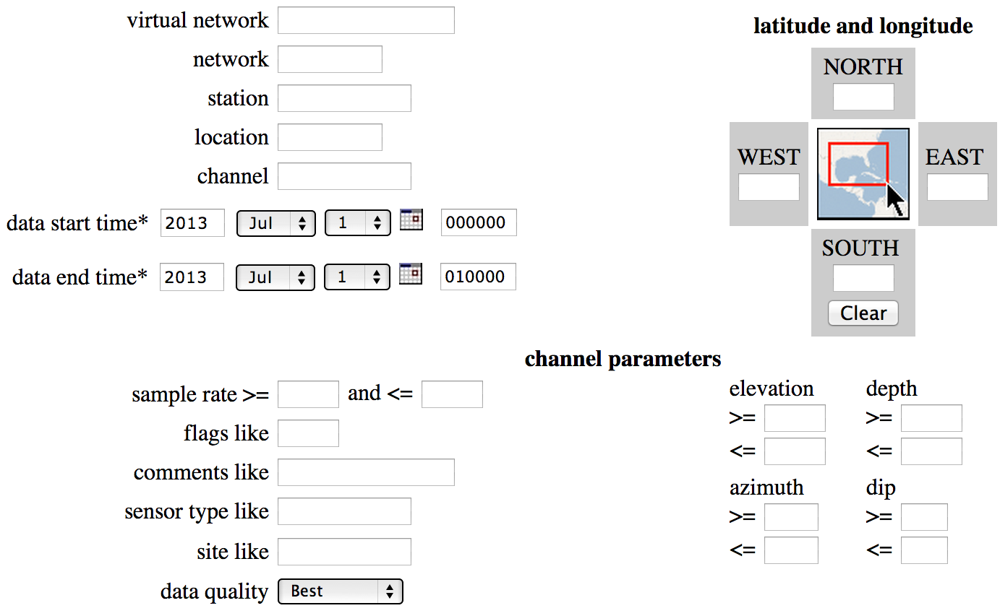 virtual network
network
station
location
channel
data start time* 2013 Jul 1 000000
data end time* 2013 Jul 1 010000
latitude and longitude
NORTH
WEST
EAST
SOUTH
Clear
channel parameters
sample rate >= and <=
flags like
comments like
sensor type like
site like
data quality Best
elevation depth
>= >=
<= <=
azimuth dip
>= >=
<= <=